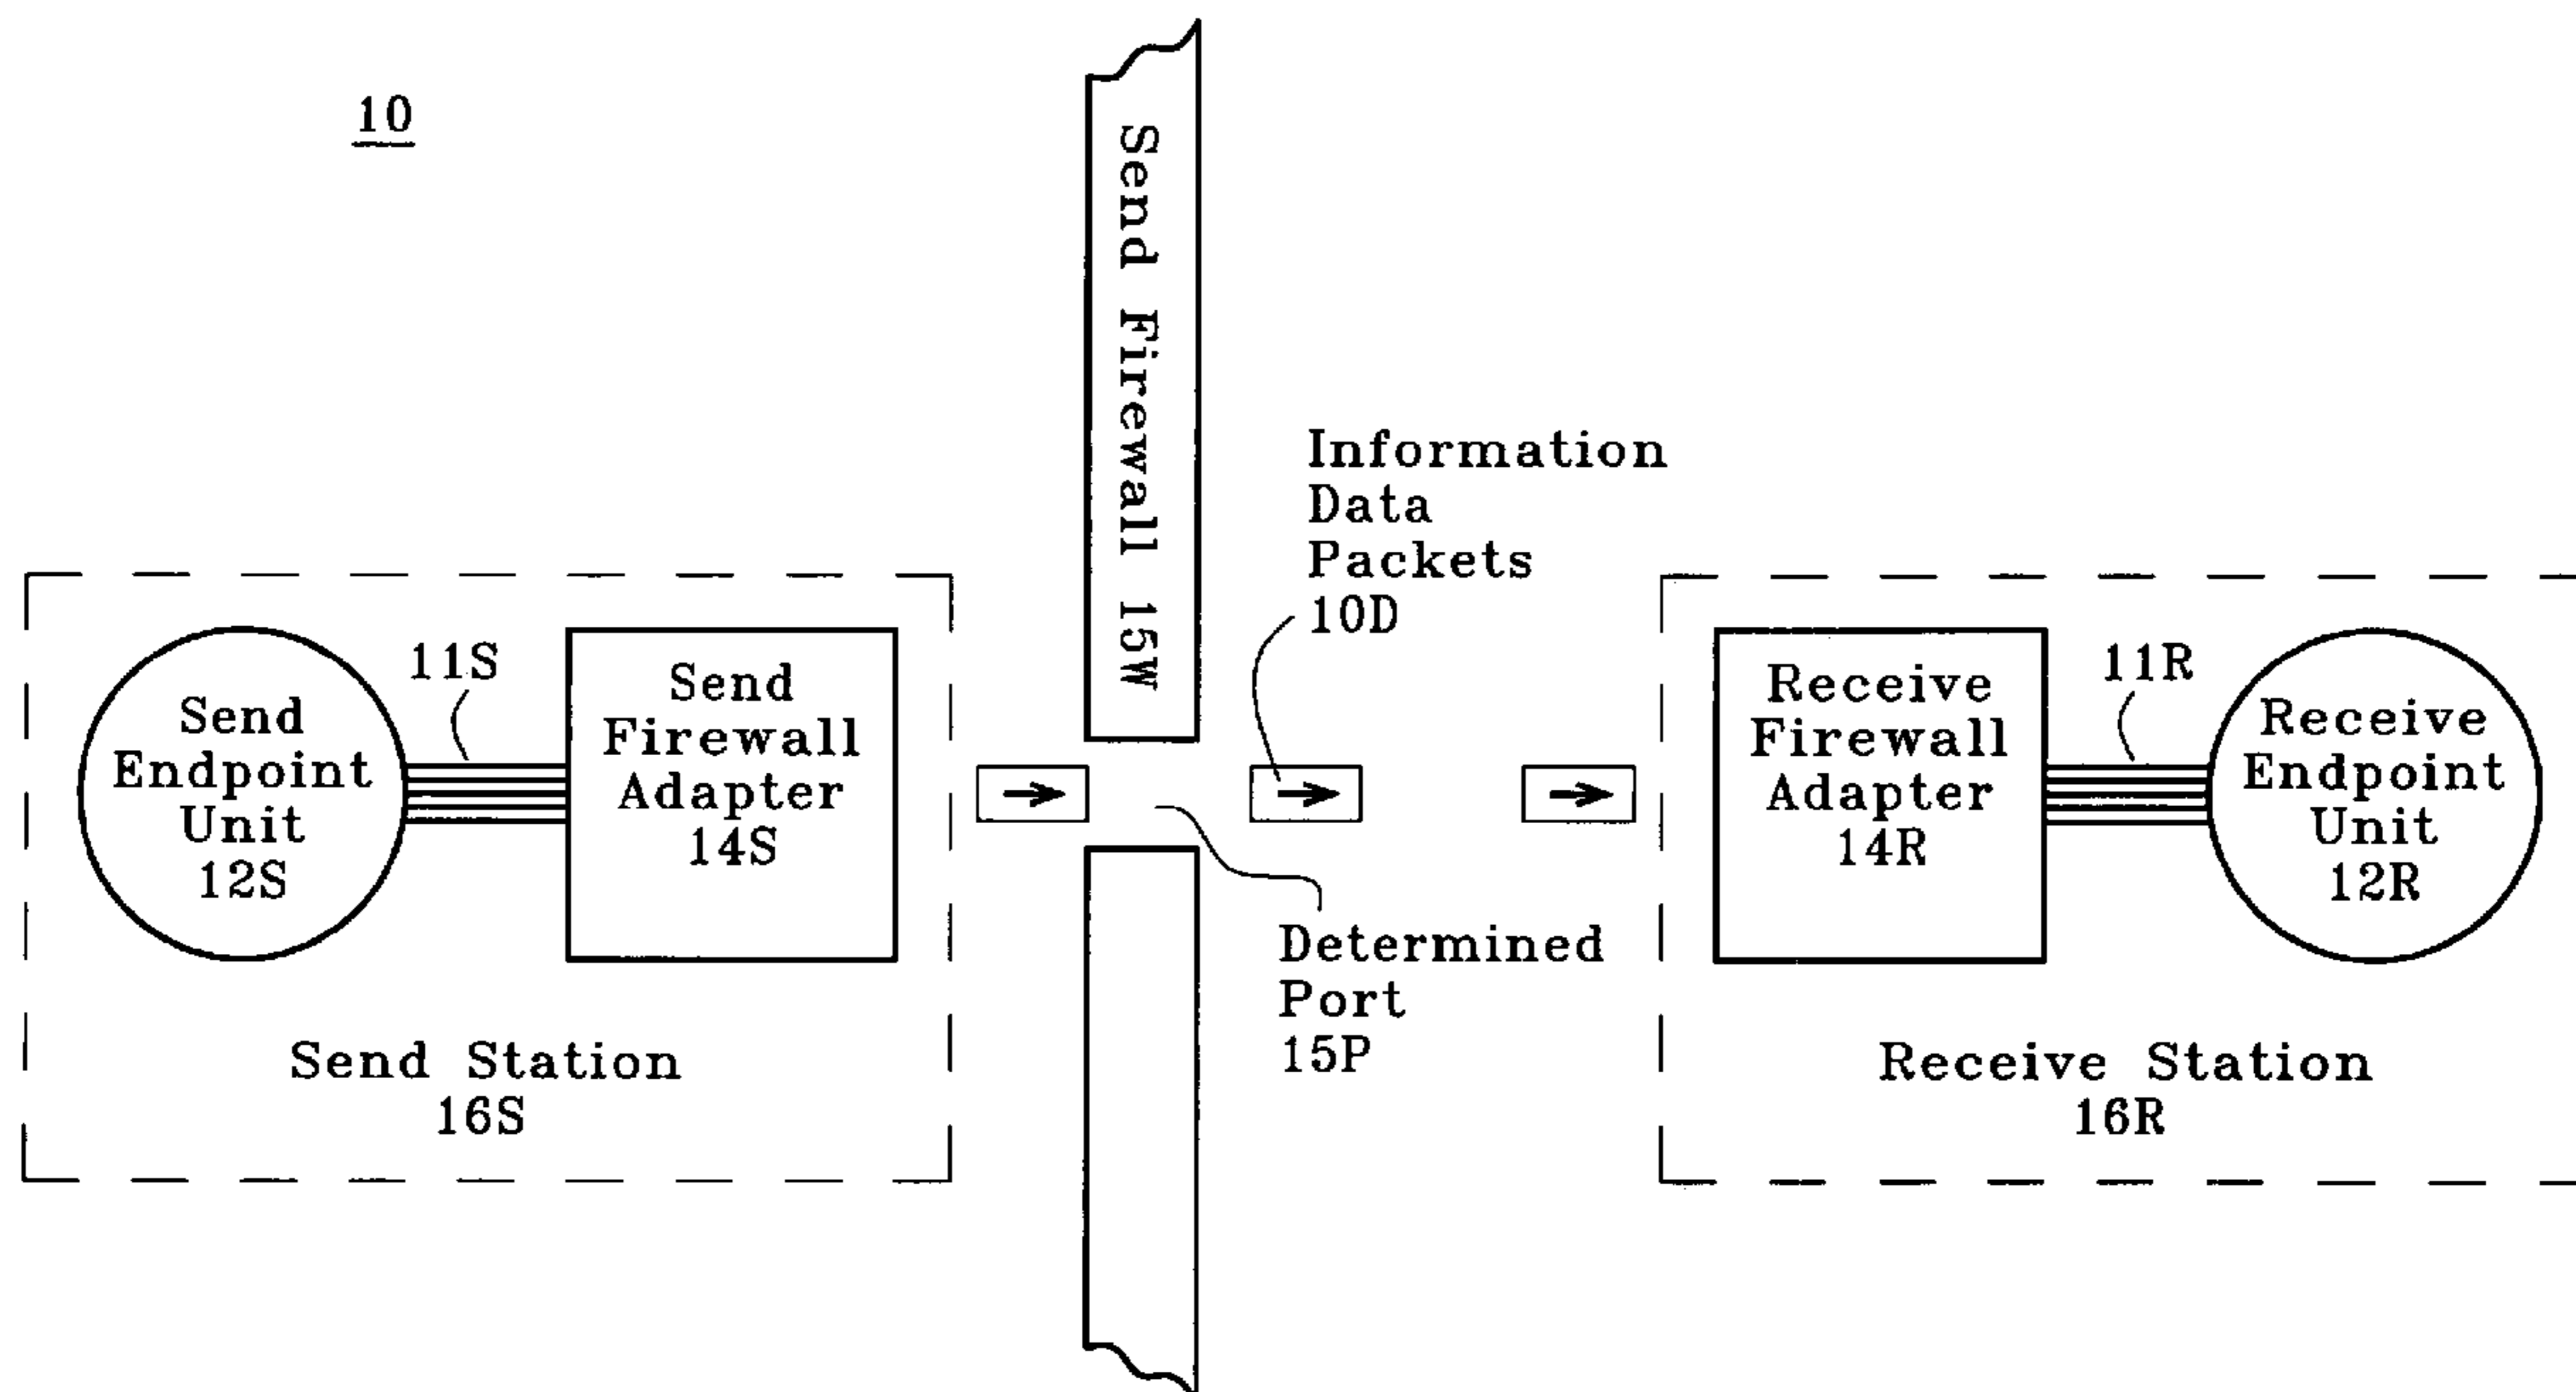 10
Send Firewall 15W
Information
Data
Packets
10D
11S
Send
Endpoint
Unit
12S
Send
Firewall
Adapter
14S
Send Station
16S
Determined
Port
15P
Receive
Firewall
Adapter
14R
11R
Receive
Endpoint
Unit
12R
Receive Station
16R